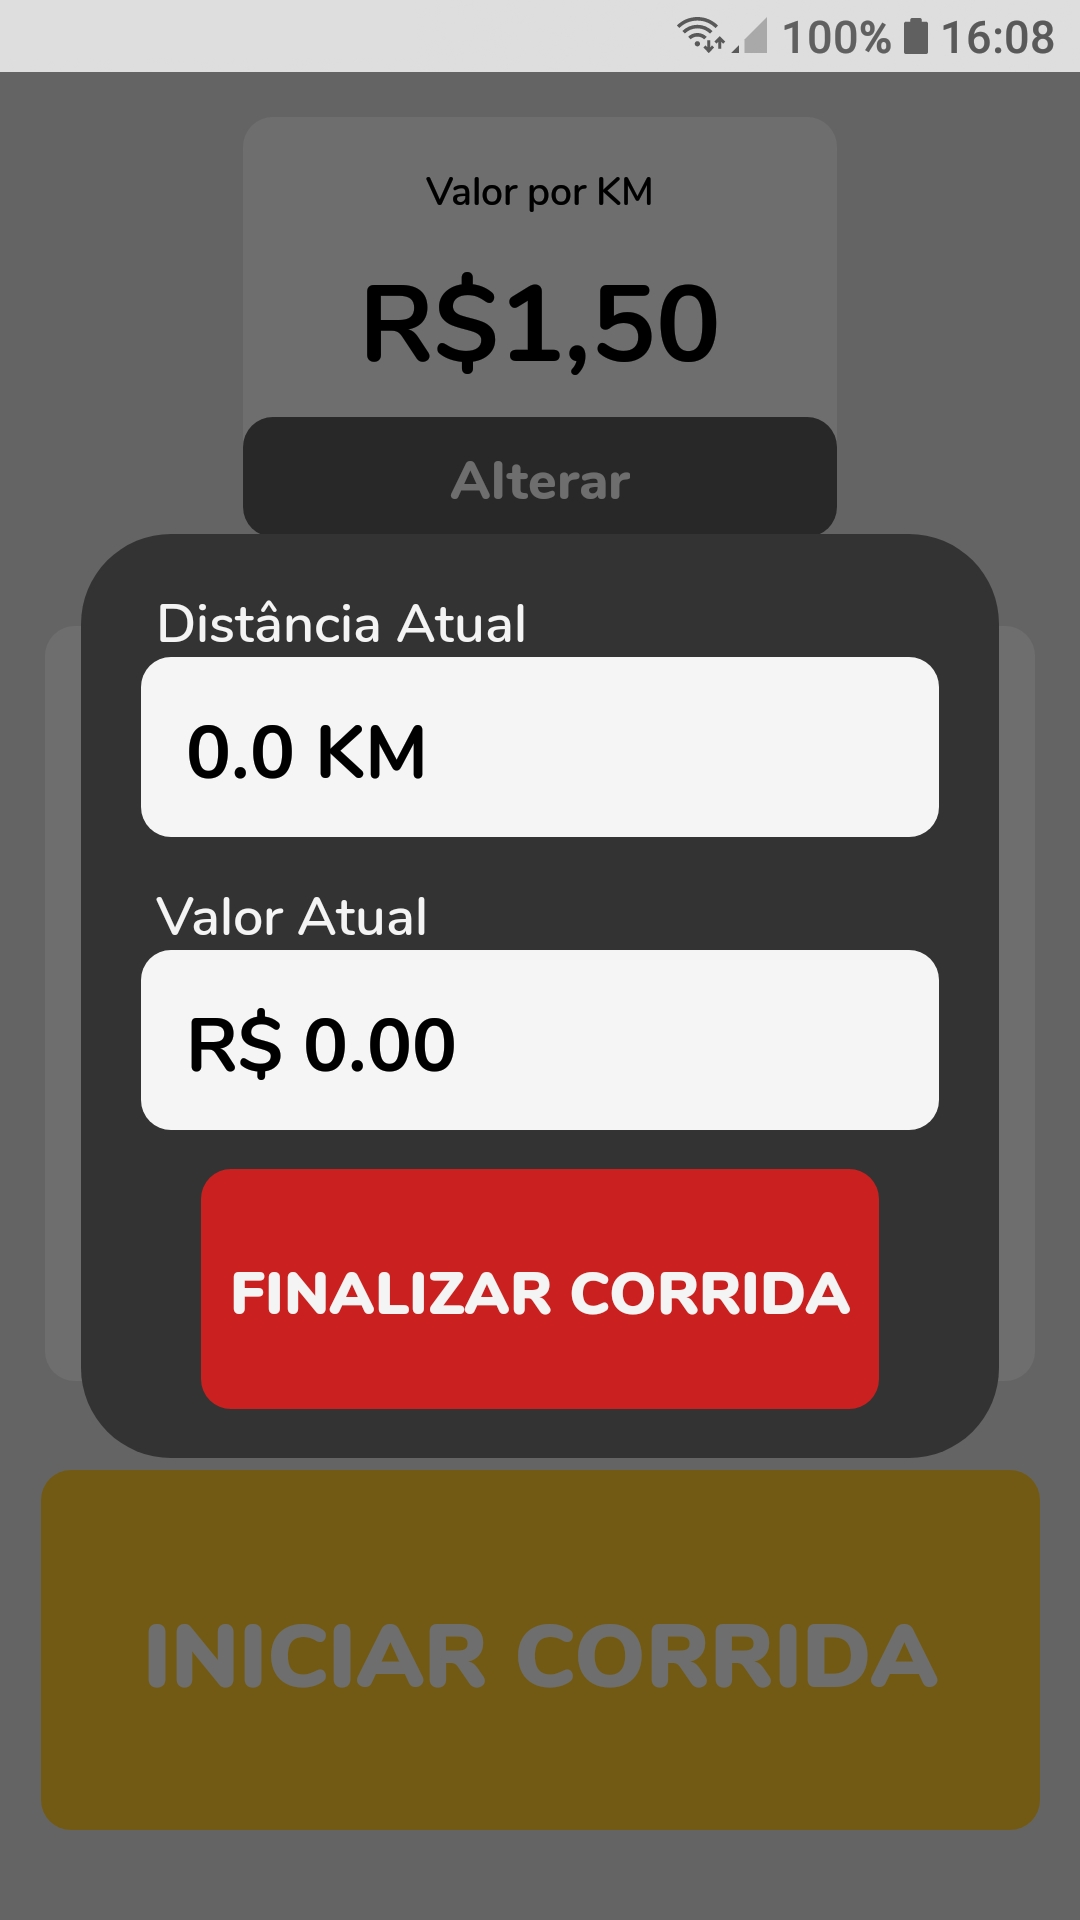 100% 16:08
Valor por KM
R$1,50
Alterar
Distância Atual
0.0 KM
Valor Atual
R$ 0.00
FINALIZAR CORRIDA
INICIAR CORRIDA